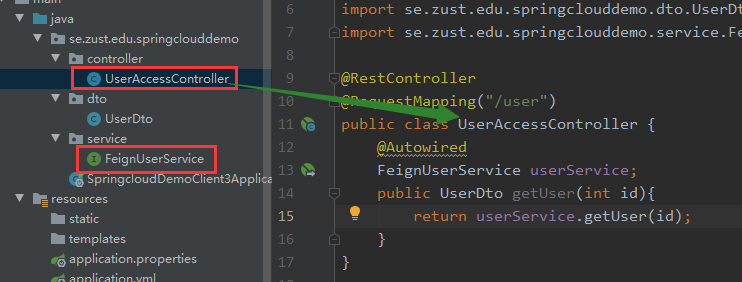 main
java
se.zust.edu.springclouddemo
controller
UserAccessController
dto
UserDto
service
FeignUserService
SpringcloudDemoClient3Applica
resources
static
templates
application.properties
application.yml
6 import se.zust.edu.springclouddemo.dto.UserDt
7 import se.zust.edu.springclouddemo.service.F
8
9 @RestController
10 @RequestMapping("/user")
11 public class UserAccessController {
12 @Autowired
13 FeignUserService userService;
14 public UserDto getUser(int id){
15 return userService.getUser(id);
16 }
17 }